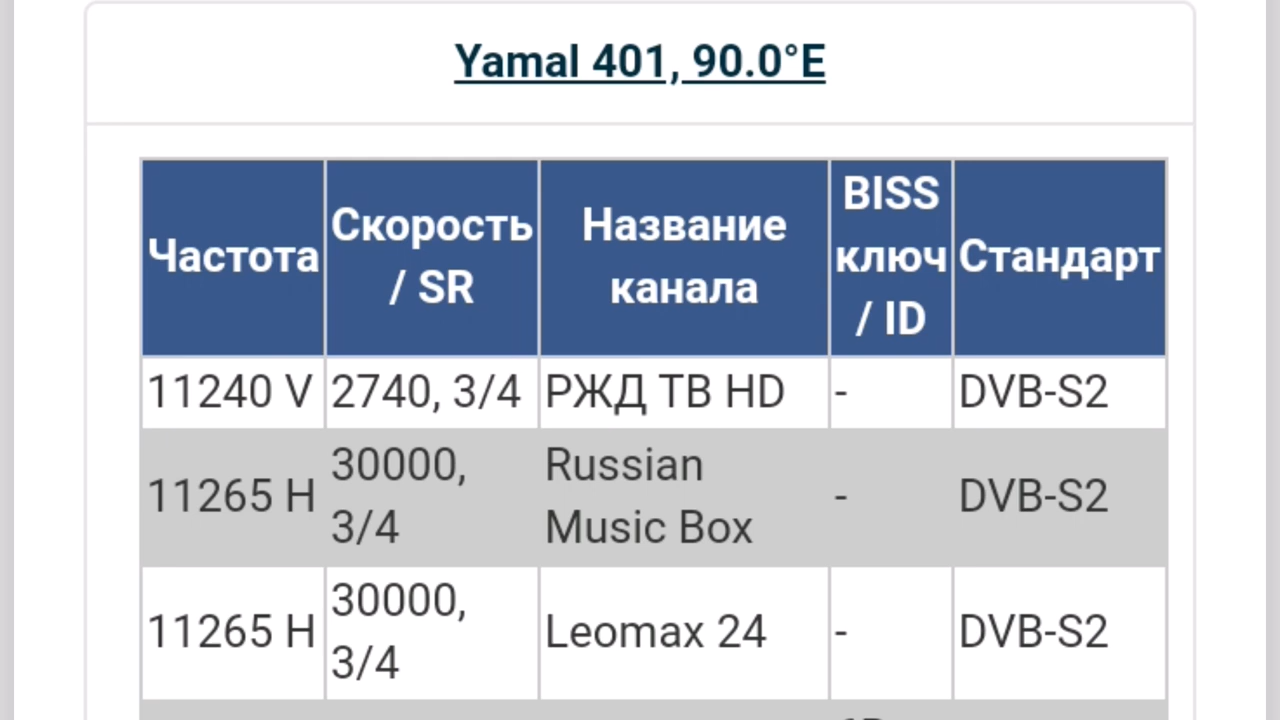 Yamal 401, 90.0°E
Частота
Скорость
/ SR
Название
канала
BISS
ключ
/ ID
Стандарт
11240 V
2740, 3/4
РЖД ТВ HD
-
DVB-S2
11265 H
30000,
3/4
Russian
Music Box
-
DVB-S2
11265 H
30000,
3/4
Leomax 24
-
DVB-S2